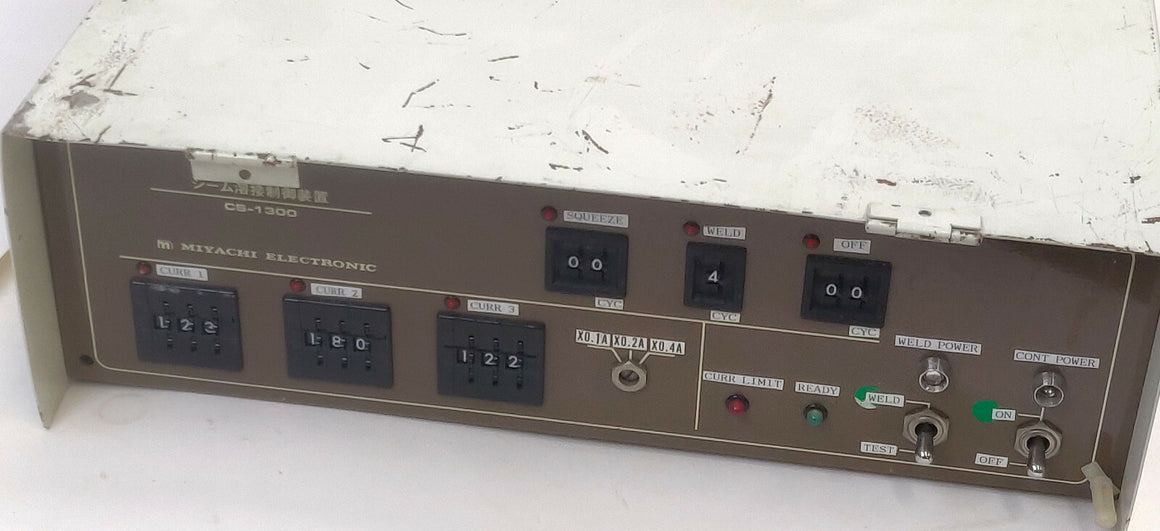 シーム溶接制御装置
CS-1300
MIYACHI ELECTRONIC
SQUEEZE
00
CYC
WELD
4
CYC
OFF
00
CYC
CURR 1
123
CURR 2
180
CURR 3
122
X0.1A X0.2A X0.4A
CURR LIMIT
READY
WELD POWER
WELD
TEST
CONT POWER
ON
OFF